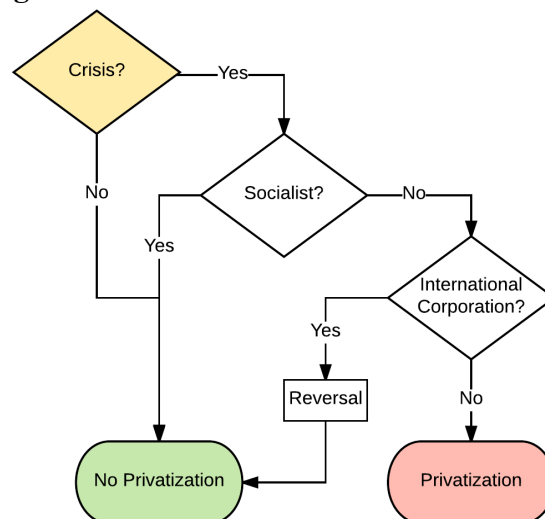 Crisis?
Yes
No
Socialist?
No
Yes
International
Corporation?
Yes
Reversal
No
No Privatization
Privatization